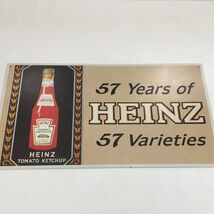 57 Years of
HEINZ
57 Varieties
HEINZ
TOMATO KETCHUP